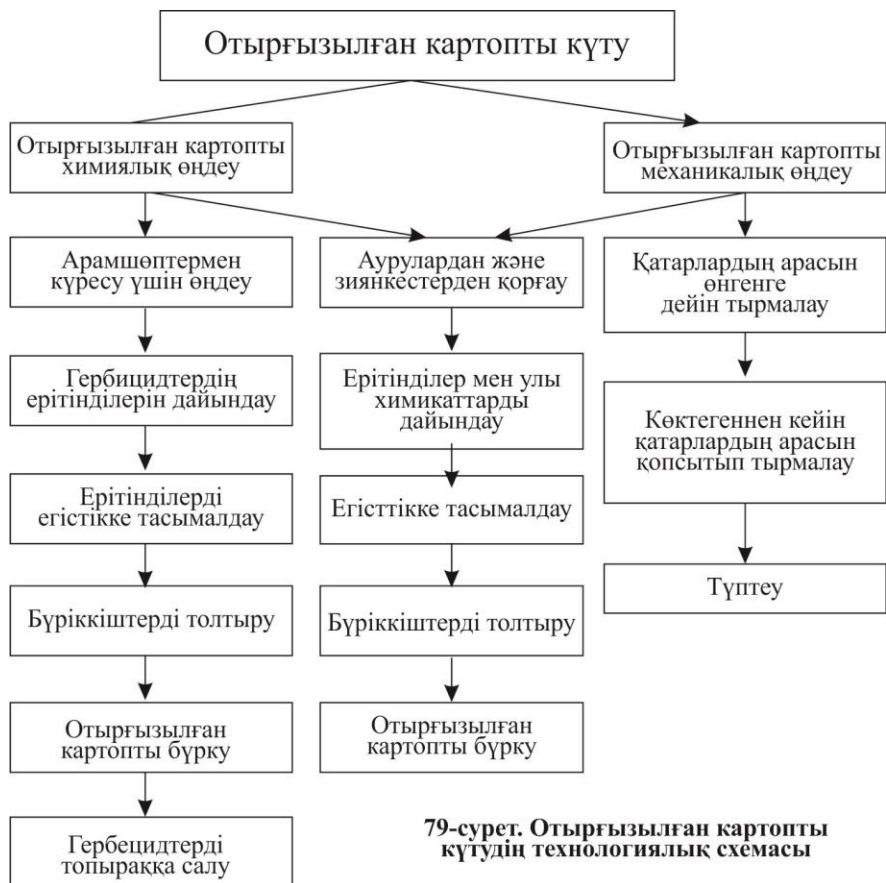 Отырғызылған картопты күту
Отырғызылған картопты
химиялық өңдеу
Отырғызылған картопты
механикалық өңдеу
Арамшөптермен
күресу үшін өңдеу
Аурулардан және
зиянкестерден қорғау
Қатарлардың арасын
өнгенге
дейін тырмалау
Гербицидтердің
ерітінділерін дайындау
Ерітінділер мен улы
химикаттарды
дайындау
Көктегеннен кейін
қатарлардың арасын
қопсытып тырмалау
Ерітінділерді
егістікке тасымалдау
Егісттікке тасымалдау
Түптеу
Бүріккіштерді толтыру
Бүріккіштерді толтыру
Отырғызылған
картопты бүрку
Отырғызылған
картопты бүрку
Гербецидтерді
топыраққа салу
79-сурет. Отырғызылған картопты
күтудің технологиялық схемасы